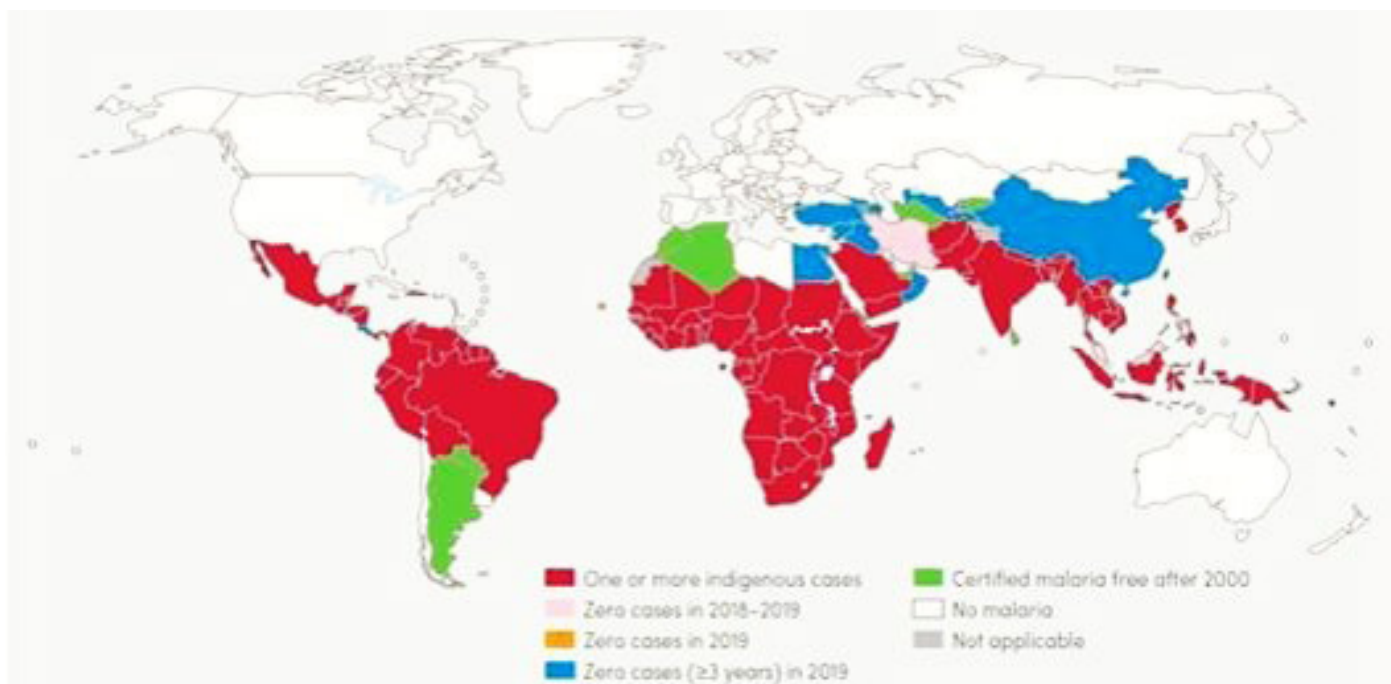 One or more indigenous cases
Zero cases in 2018–2019
Zero cases in 2019
Zero cases (≥3 years) in 2019
Certified malaria free after 2000
No malaria
Not applicable